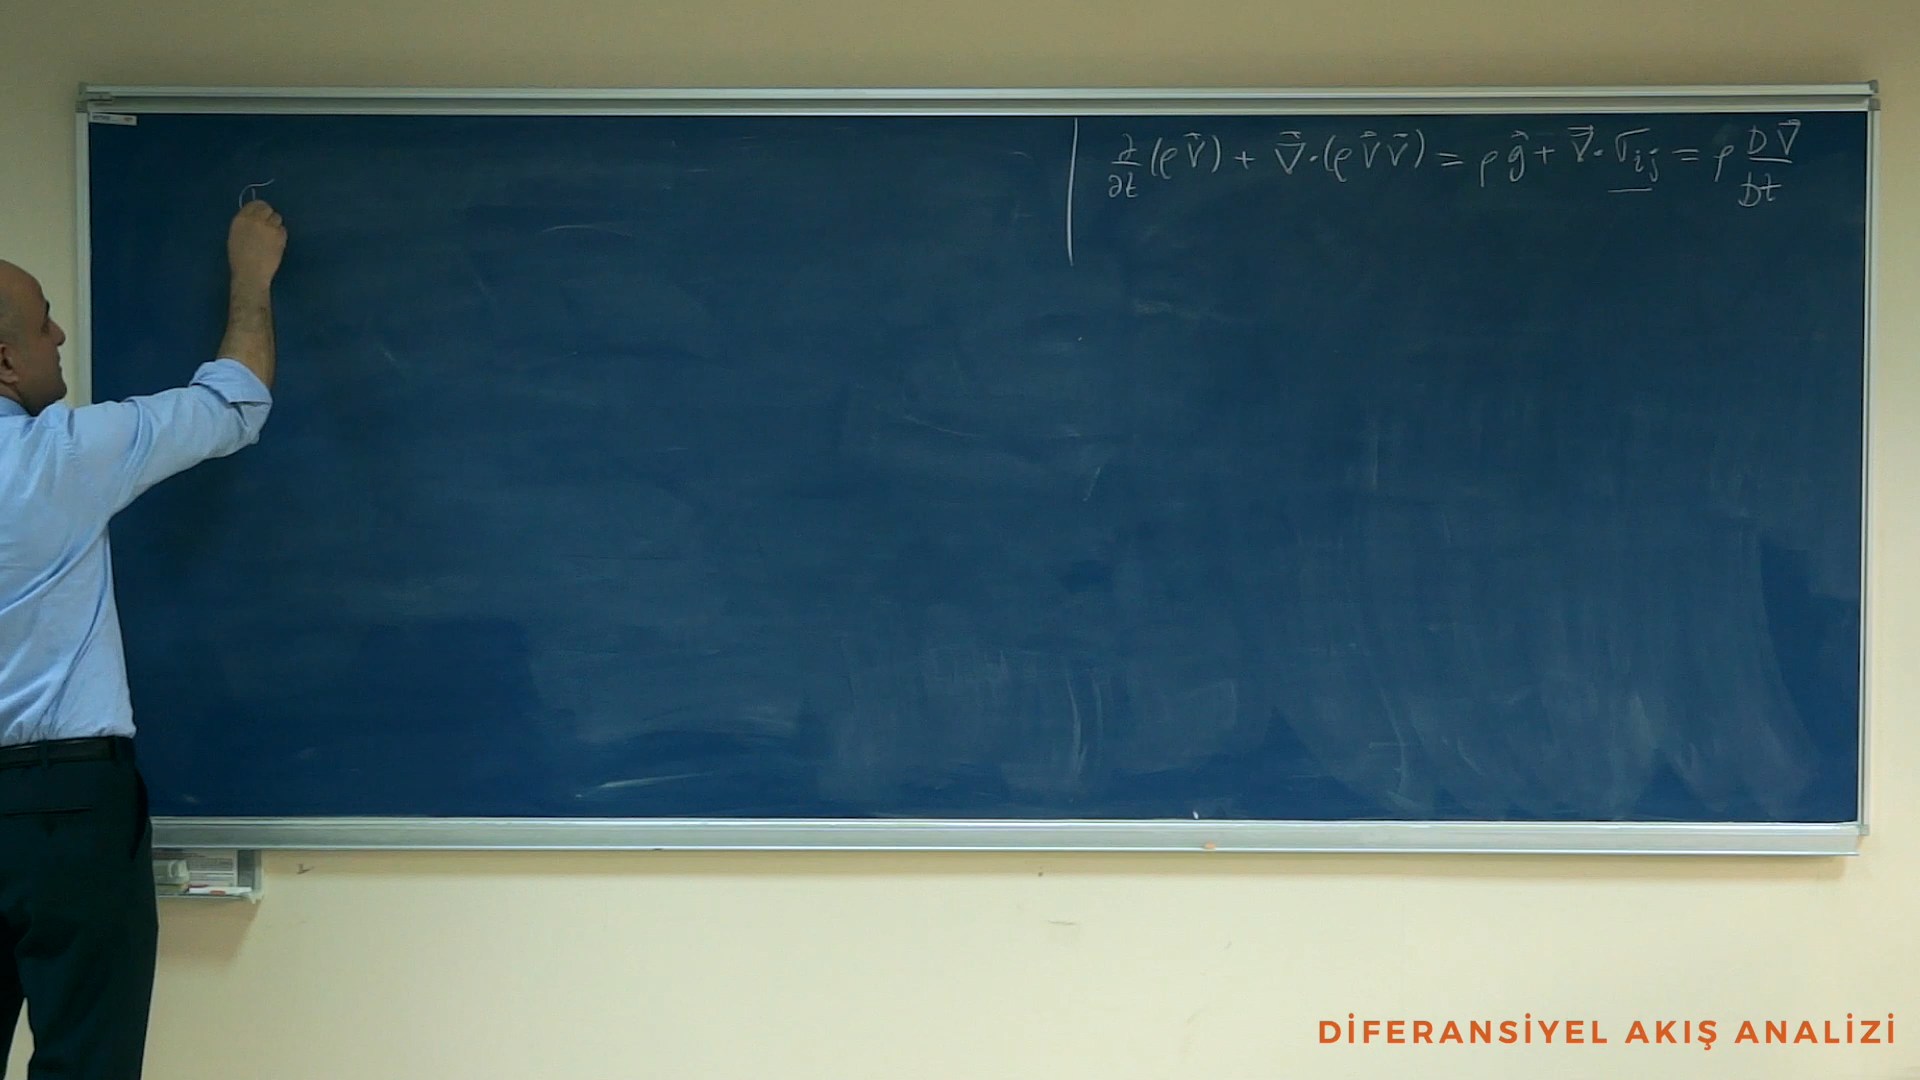 σ
∂/∂t (ρV⃗) + ∇⃗·(ρV⃗V⃗) = ρg⃗ + ∇⃗·σij = ρ DV⃗/Dt
DİFERANSİYEL AKIŞ ANALİZİ